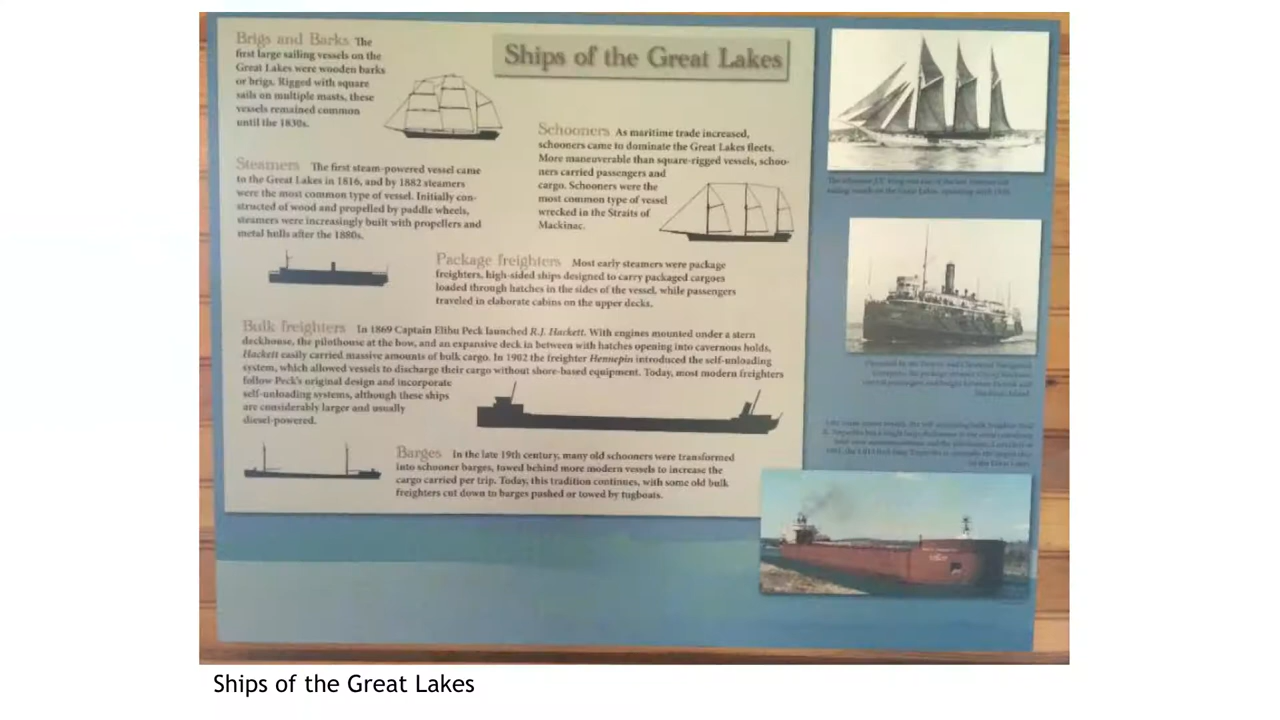 Ships of the Great Lakes
Brigs and Barks The
first large sailing vessels on the
Great Lakes were wooden barks
or brigs. Rigged with square
sails on multiple masts, these
vessels remained common
until the 1830s.
Schooners As maritime trade increased,
schooners came to dominate the Great Lakes fleets.
More maneuverable than square-rigged vessels, schoo-
ners carried passengers and
cargo. Schooners were the
most common type of vessel
wrecked in the Straits of
Mackinac.
Steamers The first steam-powered vessel came
to the Great Lakes in 1816, and by 1882 steamers
were the most common type of vessel. Initially con-
structed of wood and propelled by paddle wheels,
steamers were increasingly built with propellers and
metal hulls after the 1880s.
Package freighters Most early steamers were package
freighters, high-sided ships designed to carry packaged cargoes
loaded through hatches in the sides of the vessel, while passengers
traveled in elaborate cabins on the upper decks.
Bulk freighters In 1869 Captain Elihu Peck launched R.J. Hackett. With engines mounted under a stern
deckhouse, the pilothouse at the bow, and an expansive deck in between with hatches opening into cavernous holds,
Hackett easily carried massive amounts of bulk cargo. In 1902 the freighter Hennepin introduced the self-unloading
system, which allowed vessels to discharge their cargo without shore-based equipment. Today, most modern freighters
follow Peck's original design and incorporate
self-unloading systems, although these ships
are considerably larger and usually
diesel-powered.
Barges In the late 19th century, many old schooners were transformed
into schooner barges, towed behind more modern vessels to increase the
cargo carried per trip. Today, this tradition continues, with some old bulk
freighters cut down to barges pushed or towed by tugboats.
Ships of the Great Lakes